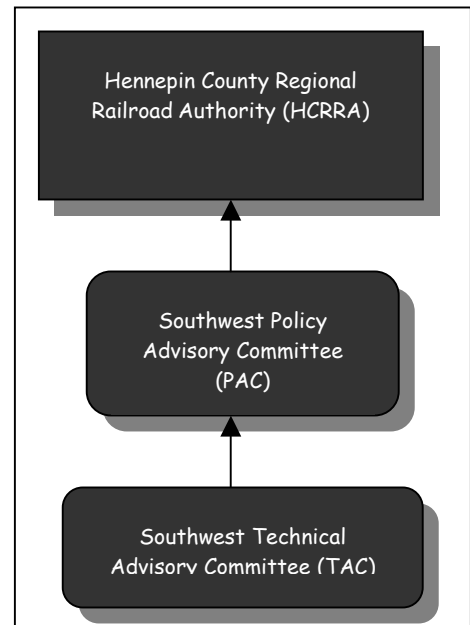 Hennepin County Regional
Railroad Authority (HCRRA)
Southwest Policy
Advisory Committee
(PAC)
Southwest Technical
Advisory Committee (TAC)